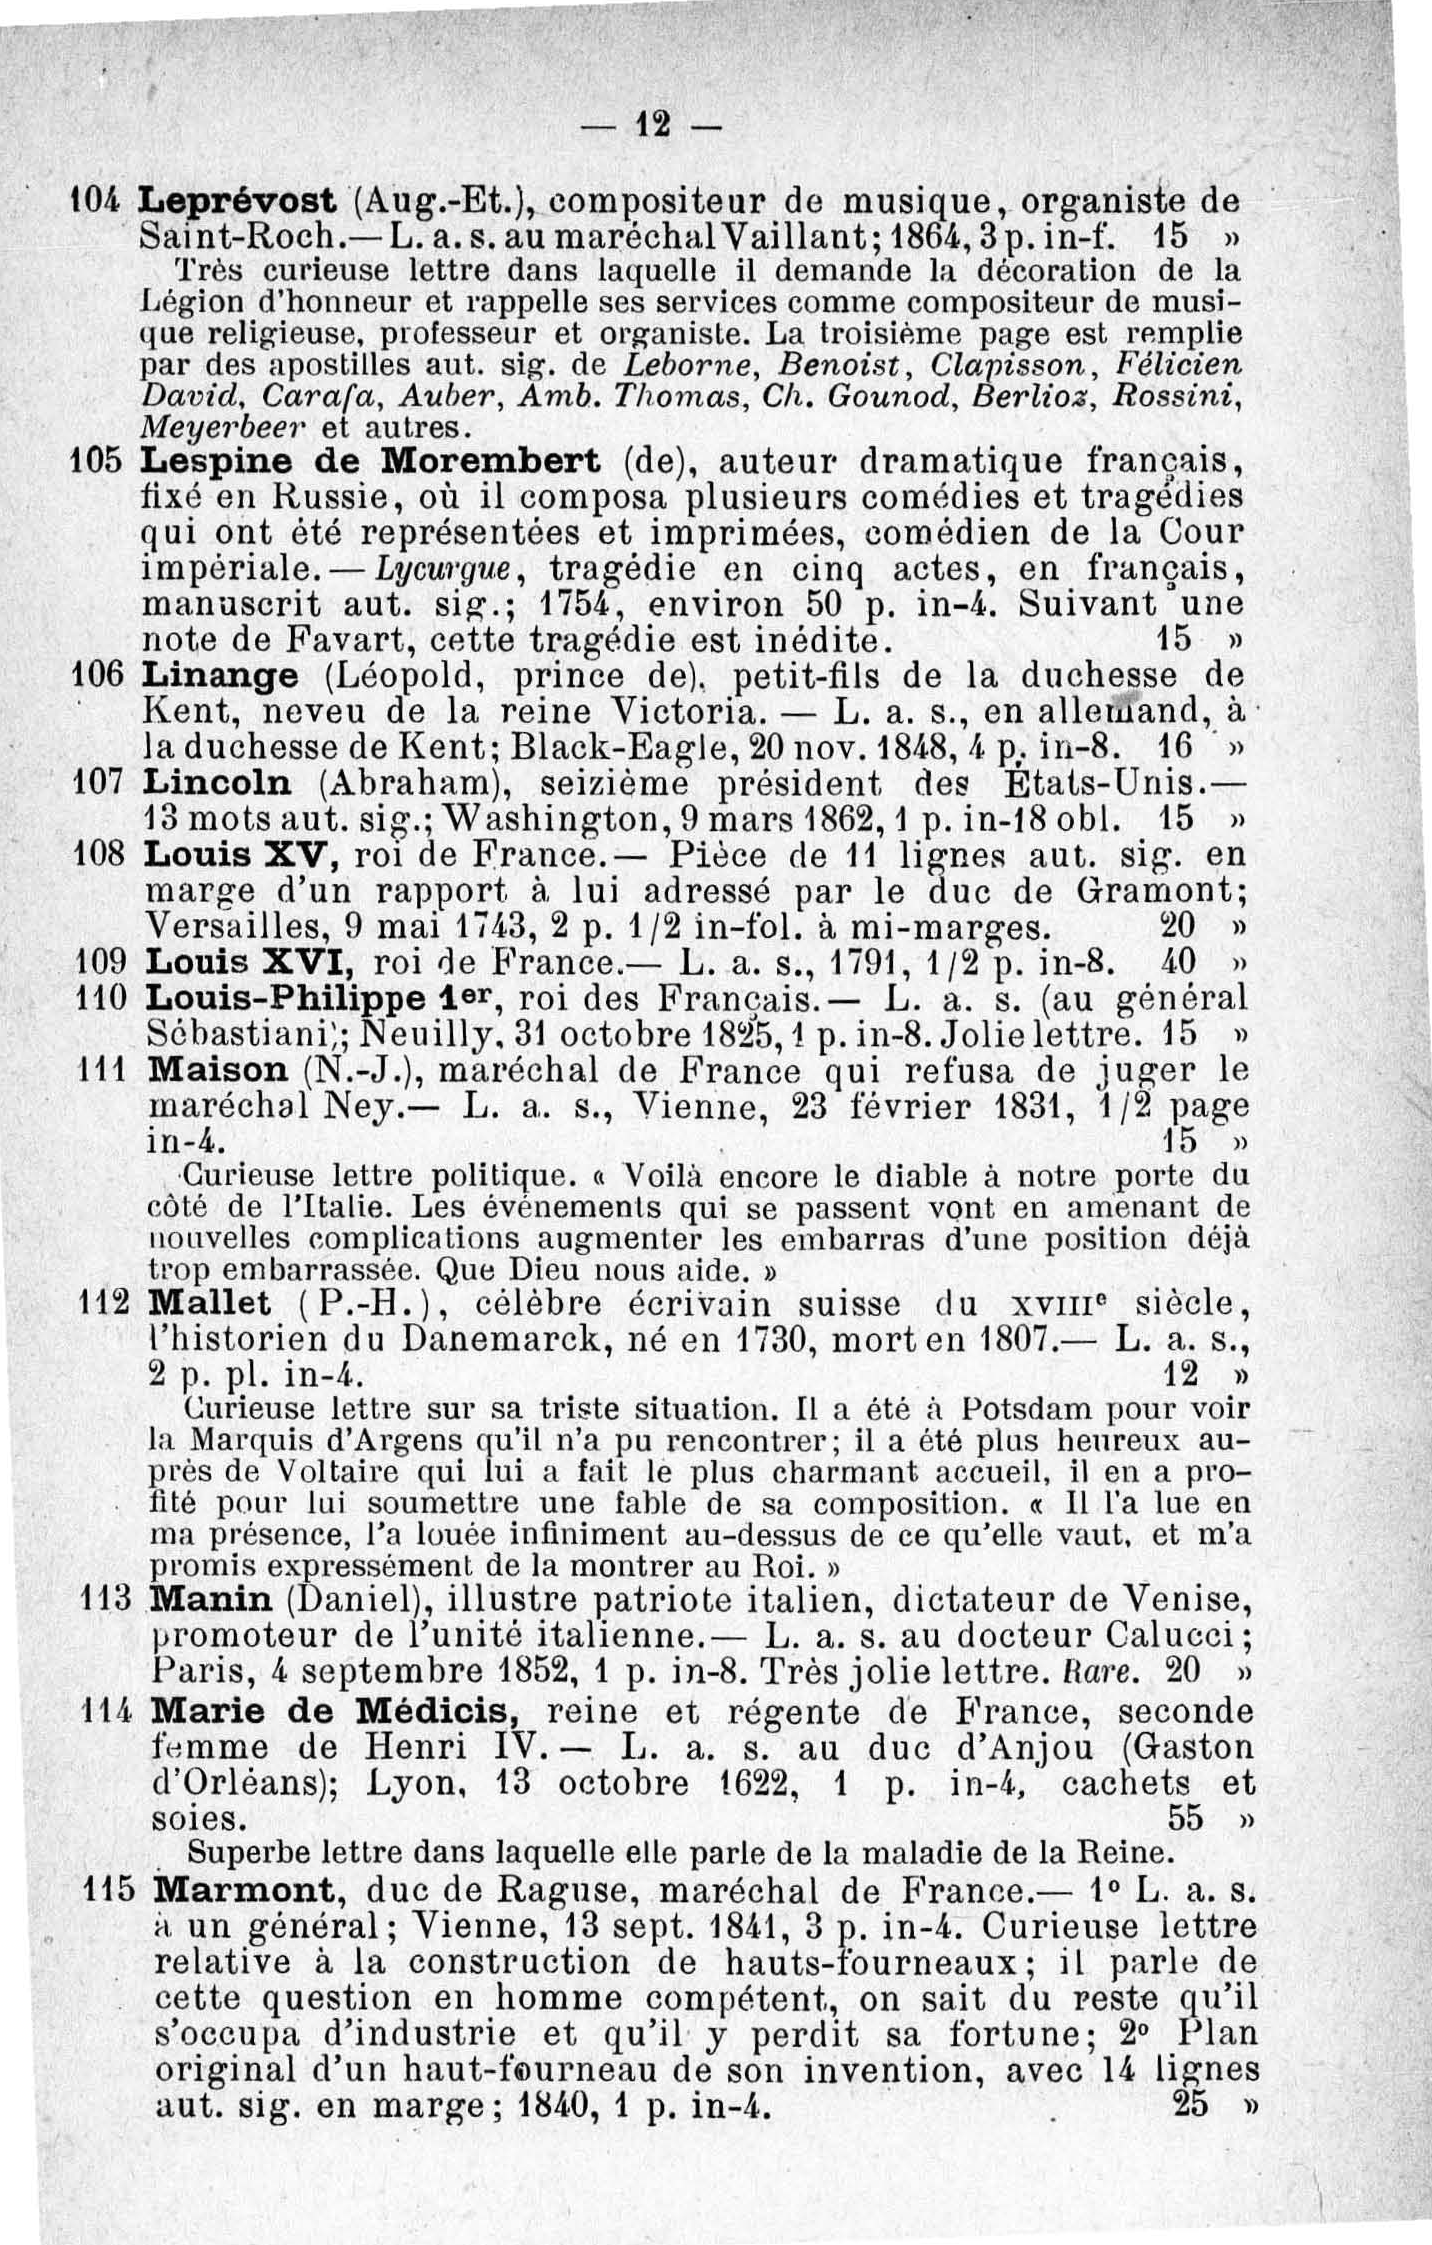 — 12 —
104 Leprévost (Aug.-Et.), compositeur de musique, organiste de
Saint-Roch.— L. a. s. au maréchal Vaillant; 1864, 3 p. in-f. 15 »
Très curieuse lettre dans laquelle il demande la décoration de la
Légion d'honneur et rappelle ses services comme compositeur de musi-
que religieuse, professeur et organiste. La troisième page est remplie
par des apostilles aut. sig. de Leborne, Benoist, Clapisson, Félicien
David, Carafa, Auber, Amb. Thomas, Ch. Gounod, Berlioz, Rossini,
Meyerbeer et autres.
105 Lespine de Morembert (de), auteur dramatique français,
fixé en Russie, où il composa plusieurs comédies et tragédies
qui ont été représentées et imprimées, comédien de la Cour
impériale. — Lycurgue, tragédie en cinq actes, en français,
manuscrit aut. sig.; 1754, environ 50 p. in-4. Suivant une
note de Favart, cette tragédie est inédite. 15 »
106 Linange (Léopold, prince de), petit-fils de la duchesse de
Kent, neveu de la reine Victoria. — L. a. s., en allemand, à
la duchesse de Kent; Black-Eagle, 20 nov. 1848, 4 p. in-8. 16 »
107 Lincoln (Abraham), seizième président des États-Unis.—
13 mots aut. sig.; Washington, 9 mars 1862, 1 p. in-18 obl. 15 »
108 Louis XV, roi de France.— Pièce de 11 lignes aut. sig. en
marge d'un rapport à lui adressé par le duc de Gramont;
Versailles, 9 mai 1743, 2 p. 1/2 in-fol. à mi-marges. 20 »
109 Louis XVI, roi de France.— L. a. s., 1791, 1/2 p. in-8. 40 »
110 Louis-Philippe 1er, roi des Français.— L. a. s. (au général
Sébastiani); Neuilly, 31 octobre 1825, 1 p. in-8. Jolie lettre. 15 »
111 Maison (N.-J.), maréchal de France qui refusa de juger le
maréchal Ney.— L. a. s., Vienne, 23 février 1831, 1/2 page
in-4. 15 »
Curieuse lettre politique. « Voilà encore le diable à notre porte du
côté de l'Italie. Les événements qui se passent vont en amenant de
nouvelles complications augmenter les embarras d'une position déjà
trop embarrassée. Que Dieu nous aide. »
112 Mallet (P.-H.), célèbre écrivain suisse du XVIIIe siècle,
l'historien du Danemarck, né en 1730, mort en 1807.— L. a. s.,
2 p. pl. in-4. 12 »
Curieuse lettre sur sa triste situation. Il a été à Potsdam pour voir
la Marquis d'Argens qu'il n'a pu rencontrer; il a été plus heureux au-
près de Voltaire qui lui a fait le plus charmant accueil, il en a pro-
fité pour lui soumettre une fable de sa composition. « Il l'a lue en
ma présence, l'a louée infiniment au-dessus de ce qu'elle vaut, et m'a
promis expressément de la montrer au Roi. »
113 Manin (Daniel), illustre patriote italien, dictateur de Venise,
promoteur de l'unité italienne.— L. a. s. au docteur Calucci;
Paris, 4 septembre 1852, 1 p. in-8. Très jolie lettre. Rare. 20 »
114 Marie de Médicis, reine et régente de France, seconde
femme de Henri IV. — L. a. s. au duc d'Anjou (Gaston
d'Orléans); Lyon, 13 octobre 1622, 1 p. in-4, cachets et
soies. 55 »
Superbe lettre dans laquelle elle parle de la maladie de la Reine.
115 Marmont, duc de Raguse, maréchal de France.— 1º L. a. s.
à un général; Vienne, 13 sept. 1841, 3 p. in-4. Curieuse lettre
relative à la construction de hauts-fourneaux; il parle de
cette question en homme compétent, on sait du reste qu'il
s'occupa d'industrie et qu'il y perdit sa fortune; 2º Plan
original d'un haut-fourneau de son invention, avec 14 lignes
aut. sig. en marge; 1840, 1 p. in-4. 25 »